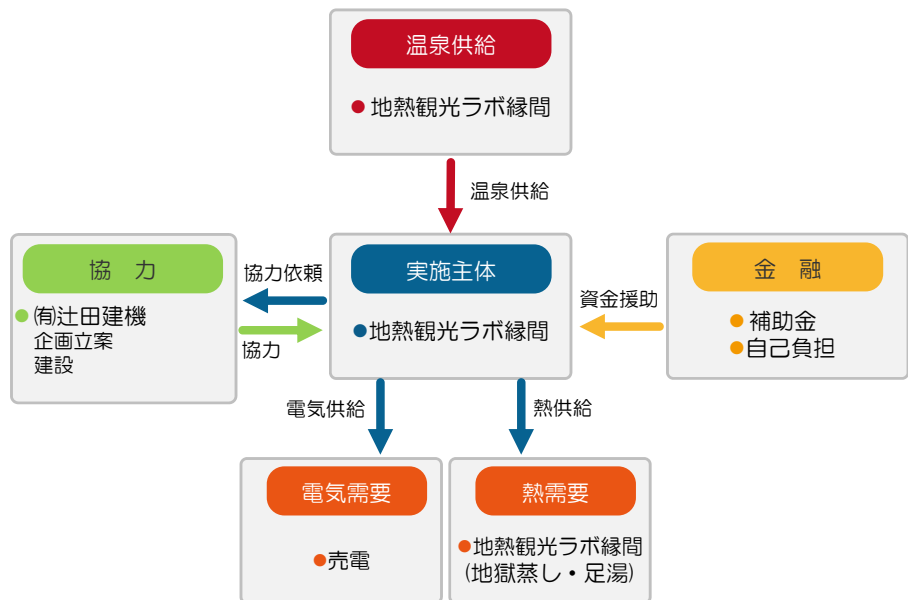 温泉供給
●地熱観光ラボ縁間
温泉供給
協　力
●㈲辻田建機
企画立案
建設
協力依頼
協力
実施主体
●地熱観光ラボ縁間
資金援助
金　融
●補助金
●自己負担
電気供給
熱供給
電気需要
●売電
熱需要
●地熱観光ラボ縁間
(地獄蒸し・足湯)